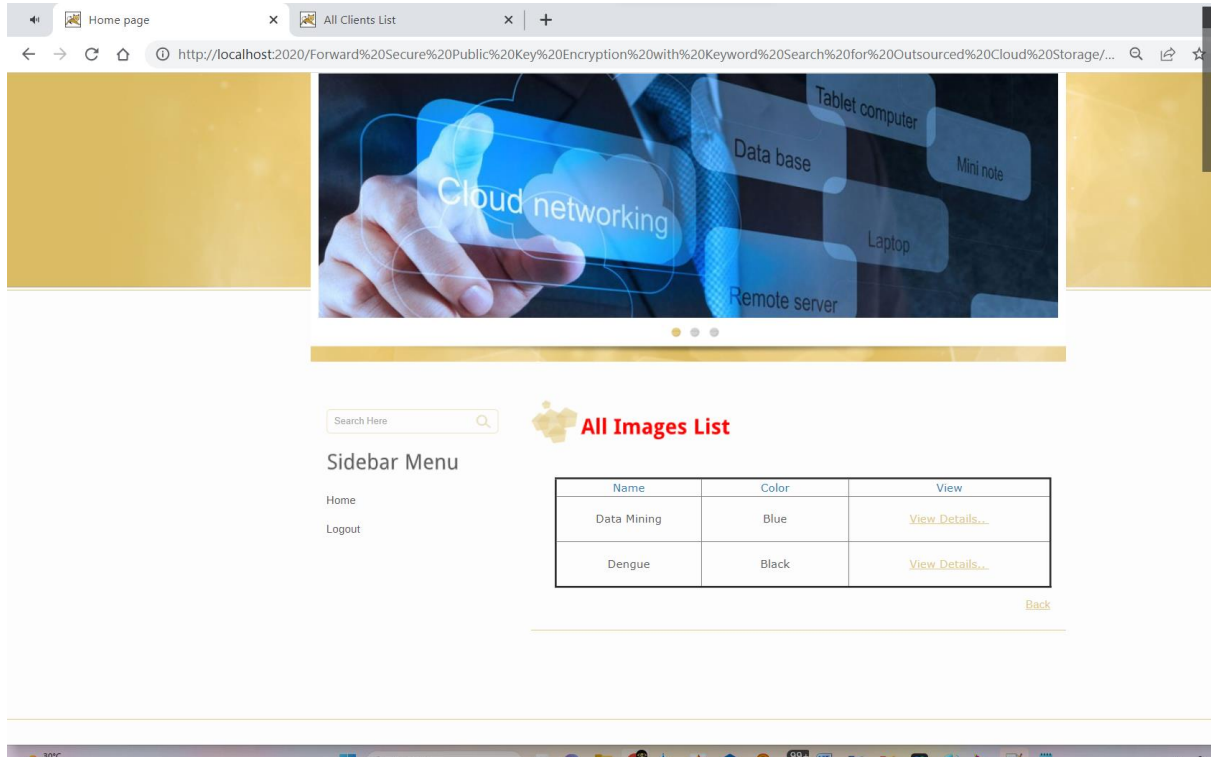 Home page
All Clients List
http://localhost:2020/Forward%20Secure%20Public%20Key%20Encryption%20with%20Keyword%20Search%20for%20Outsourced%20Cloud%20Storage/...
Tablet computer
Data base
Mini note
Cloud networking
Laptop
Remote server
Search Here
All Images List
Sidebar Menu
Home
Logout
Name Color View
Data Mining Blue View Details..
Dengue Black View Details..
Back
30°C
99+